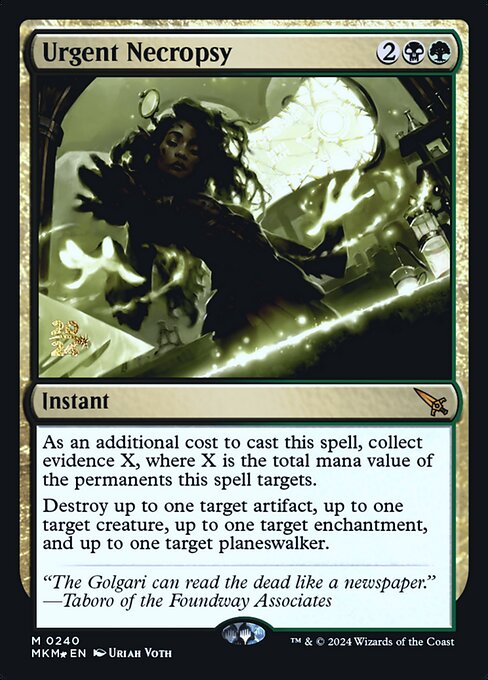 Urgent Necropsy 2
Instant
As an additional cost to cast this spell, collect
evidence X, where X is the total mana value of
the permanents this spell targets.
Destroy up to one target artifact, up to one
target creature, up to one target enchantment,
and up to one target planeswalker.
“The Golgari can read the dead like a newspaper.”
—Taboro of the Foundway Associates
M 0240
MKM★EN Uriah Voth
™ & © 2024 Wizards of the Coast